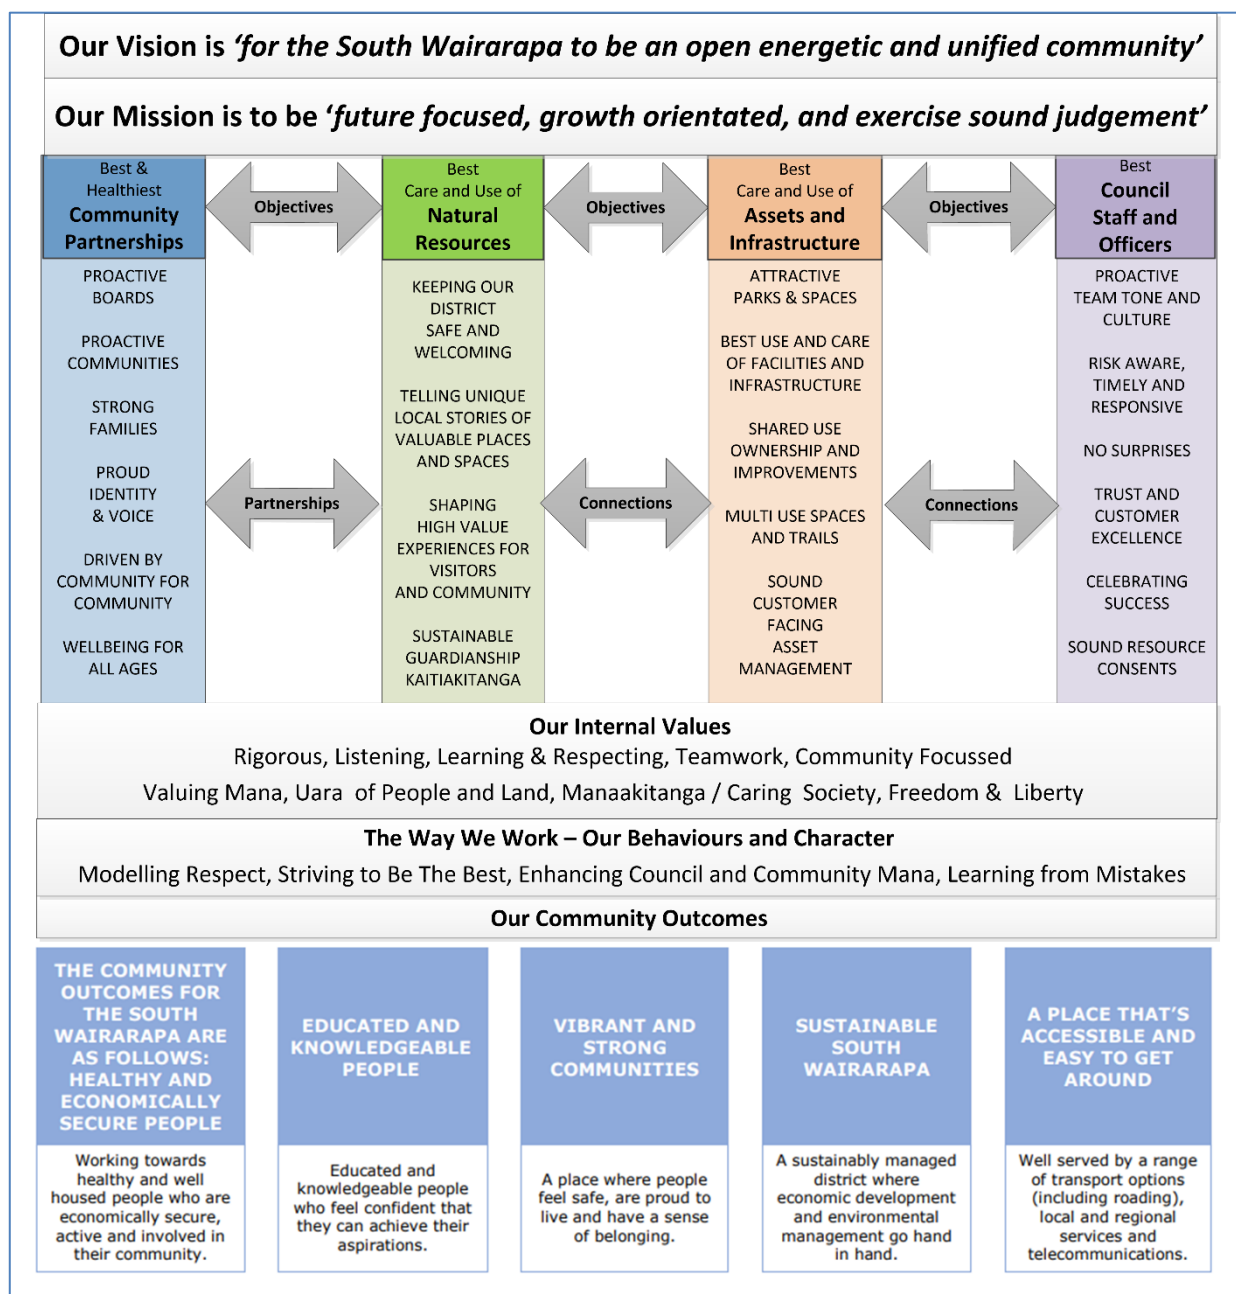 Our Vision is ‘for the South Wairarapa to be an open energetic and unified community’
Our Mission is to be ‘future focused, growth orientated, and exercise sound judgement’
Best &
Healthiest
Community
Partnerships
Objectives
Best
Care and Use of
Natural
Resources
Objectives
Best
Care and Use of
Assets and
Infrastructure
Objectives
Best
Council
Staff and
Officers
PROACTIVE
BOARDS
PROACTIVE
COMMUNITIES
STRONG
FAMILIES
PROUD
IDENTITY
& VOICE
DRIVEN BY
COMMUNITY FOR
COMMUNITY
WELLBEING FOR
ALL AGES
Partnerships
KEEPING OUR
DISTRICT
SAFE AND
WELCOMING
TELLING UNIQUE
LOCAL STORIES OF
VALUABLE PLACES
AND SPACES
SHAPING
HIGH VALUE
EXPERIENCES FOR
VISITORS
AND COMMUNITY
SUSTAINABLE
GUARDIANSHIP
KAITIAKITANGA
Connections
ATTRACTIVE
PARKS & SPACES
BEST USE AND CARE
OF FACILITIES AND
INFRASTRUCTURE
SHARED USE
OWNERSHIP AND
IMPROVEMENTS
MULTI USE SPACES
AND TRAILS
SOUND
CUSTOMER
FACING
ASSET
MANAGEMENT
Connections
PROACTIVE
TEAM TONE AND
CULTURE
RISK AWARE,
TIMELY AND
RESPONSIVE
NO SURPRISES
TRUST AND
CUSTOMER
EXCELLENCE
CELEBRATING
SUCCESS
SOUND RESOURCE
CONSENTS
Our Internal Values
Rigorous, Listening, Learning & Respecting, Teamwork, Community Focussed
Valuing Mana, Uara of People and Land, Manaakitanga / Caring Society, Freedom & Liberty
The Way We Work – Our Behaviours and Character
Modelling Respect, Striving to Be The Best, Enhancing Council and Community Mana, Learning from Mistakes
Our Community Outcomes
THE COMMUNITY
OUTCOMES FOR
THE SOUTH
WAIRARAPA ARE
AS FOLLOWS:
HEALTHY AND
ECONOMICALLY
SECURE PEOPLE
Working towards
healthy and well
housed people who are
economically secure,
active and involved in
their community.
EDUCATED AND
KNOWLEDGEABLE
PEOPLE
Educated and
knowledgeable people
who feel confident that
they can achieve their
aspirations.
VIBRANT AND
STRONG
COMMUNITIES
A place where people
feel safe, are proud to
live and have a sense
of belonging.
SUSTAINABLE
SOUTH
WAIRARAPA
A sustainably managed
district where
economic development
and environmental
management go hand
in hand.
A PLACE THAT’S
ACCESSIBLE AND
EASY TO GET
AROUND
Well served by a range
of transport options
(including roading),
local and regional
services and
telecommunications.